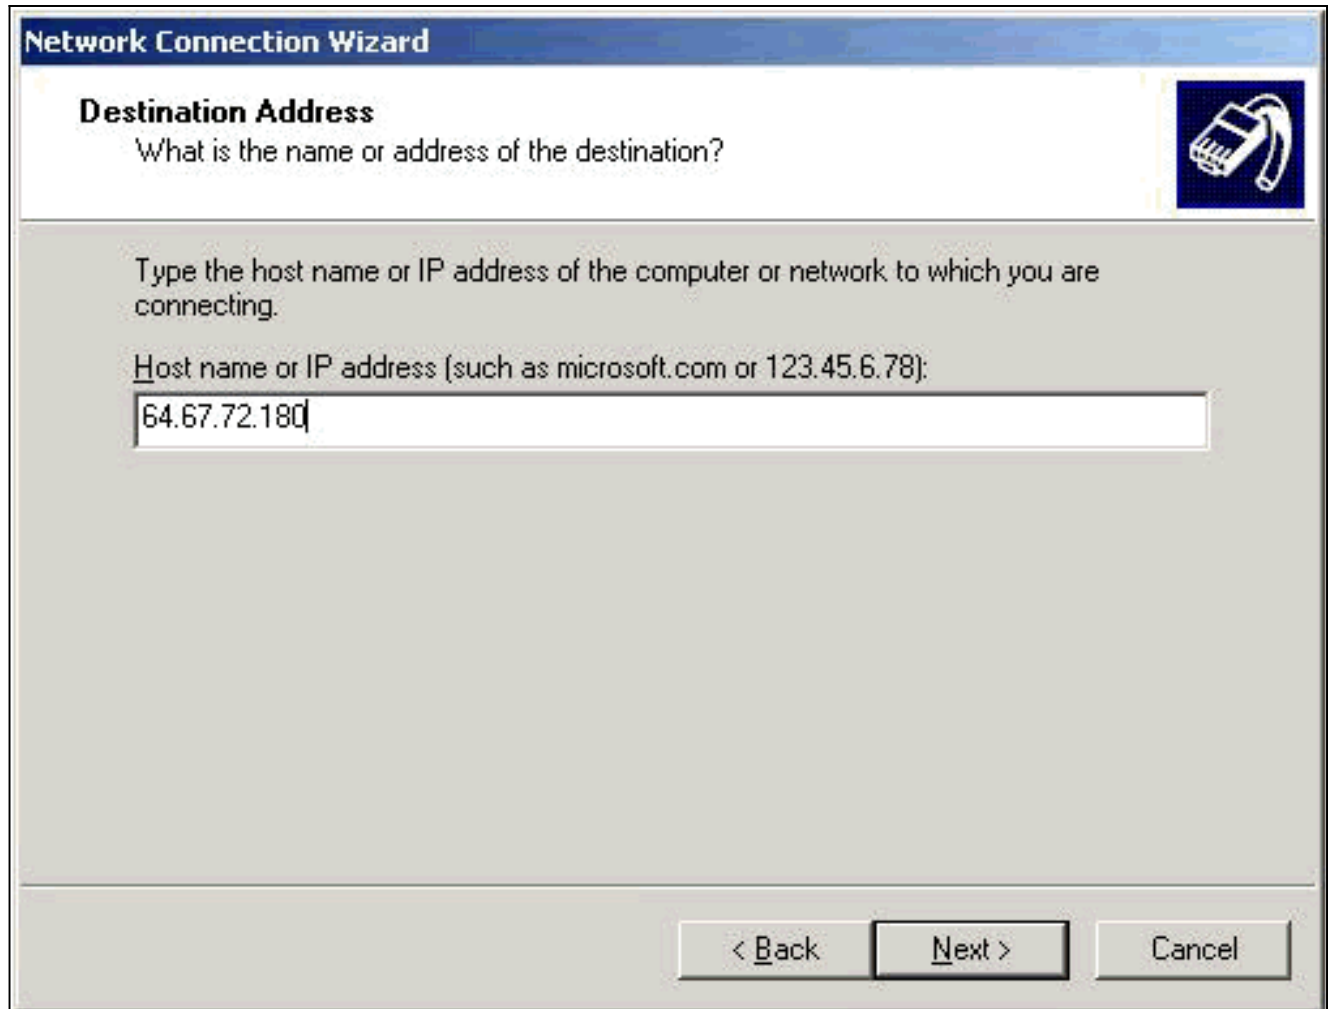 Network Connection Wizard
Destination Address
What is the name or address of the destination?
Type the host name or IP address of the computer or network to which you are
connecting.
Host name or IP address (such as microsoft.com or 123.45.6.78):
64.67.72.180
< Back Next > Cancel